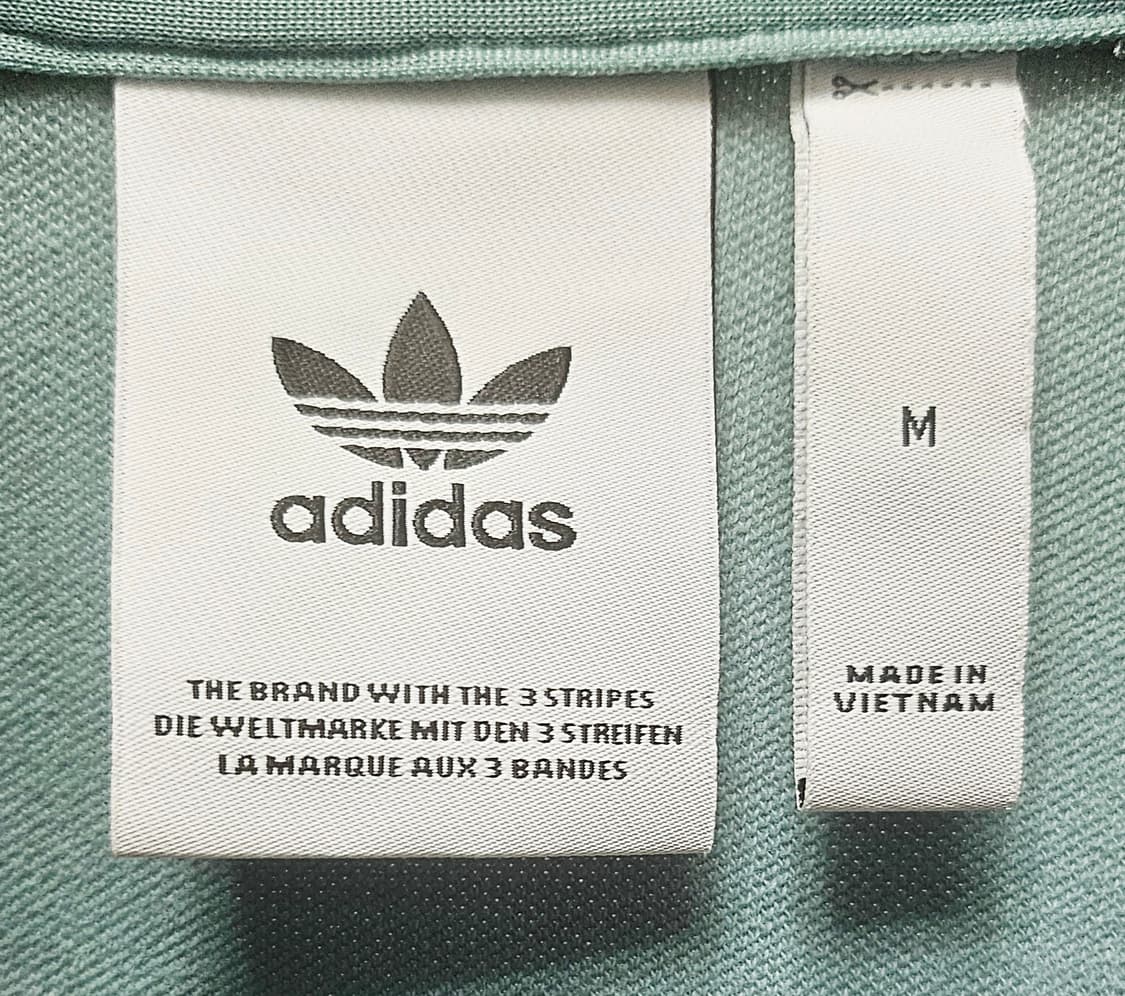 adidas
THE BRAND WITH THE 3 STRIPES
DIE WELTMARKE MIT DEN 3 STREIFEN
LA MARQUE AUX 3 BANDES
M
MADE IN
VIETNAM